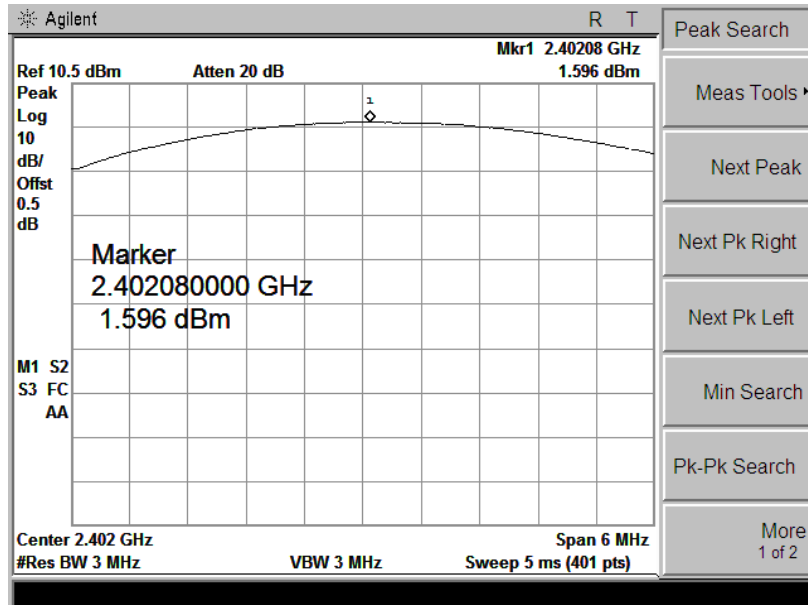 Agilent R T
Mkr1 2.40208 GHz
Ref 10.5 dBm Atten 20 dB 1.596 dBm
Peak
Log
10
dB/
Offst
0.5
dB
1
Marker
2.402080000 GHz
1.596 dBm
M1 S2
S3 FC
AA
Center 2.402 GHz Span 6 MHz
#Res BW 3 MHz VBW 3 MHz Sweep 5 ms (401 pts)
Peak Search
Meas Tools
Next Peak
Next Pk Right
Next Pk Left
Min Search
Pk-Pk Search
More
1 of 2